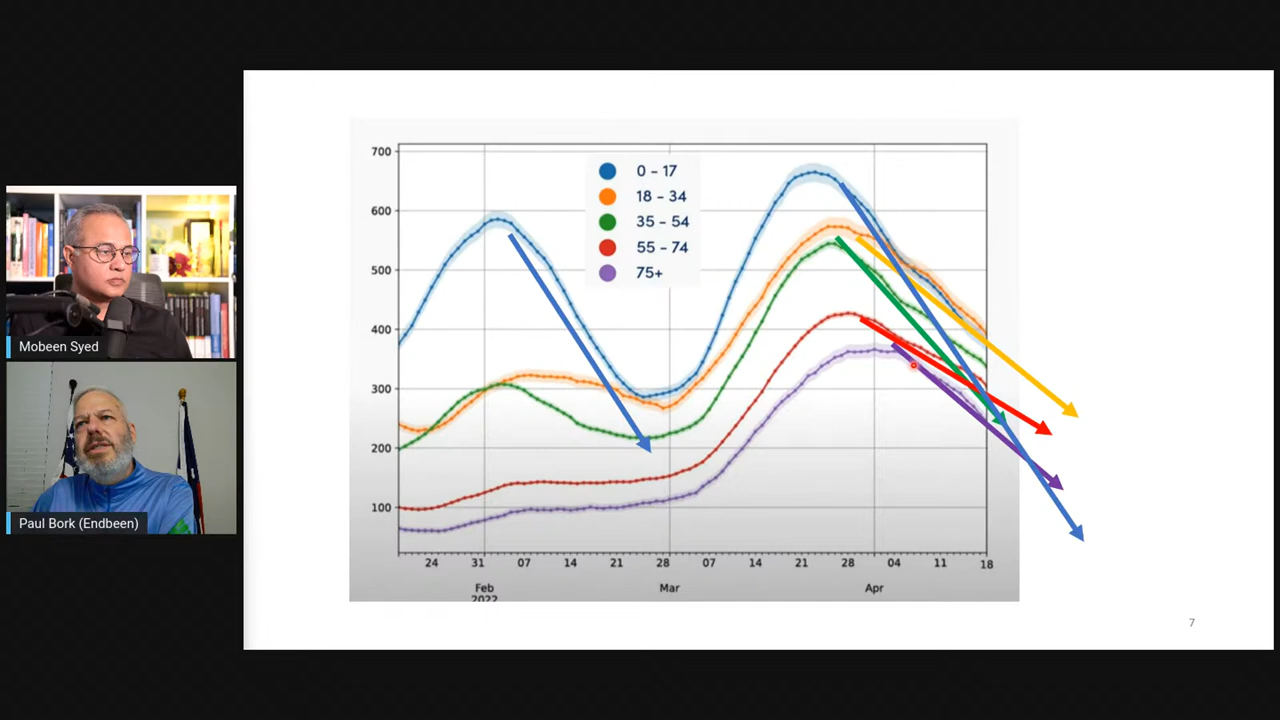 Mobeen Syed
Paul Bork (Endbeen)
700
600
500
400
300
200
100
0 - 17
18 - 34
35 - 54
55 - 74
75+
24 31 07 14 21 28 07 14 21 28 04 11 18
Feb Mar Apr
2022
7